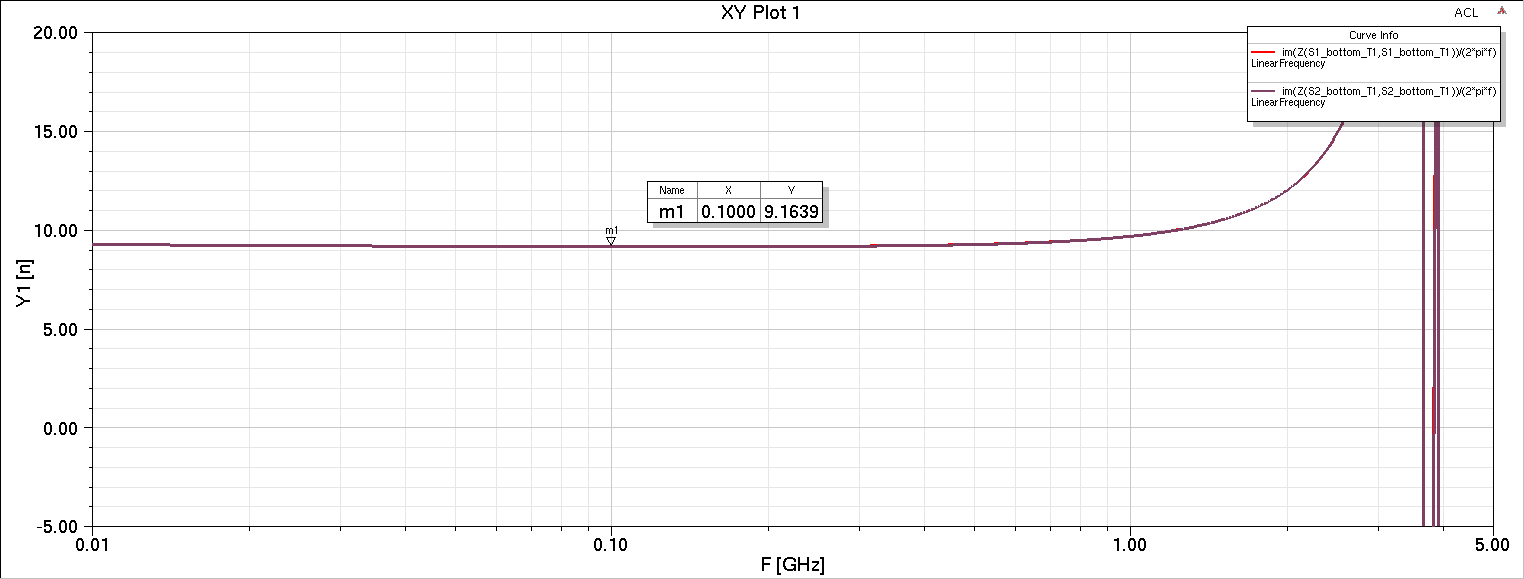 XY Plot 1
ACL
Curve Info
im(Z(S1_bottom_T1,S1_bottom_T1))/(2*pi*f)
LinearFrequency
im(Z(S2_bottom_T1,S2_bottom_T1))/(2*pi*f)
LinearFrequency
20.00
15.00
10.00
5.00
0.00
-5.00
Y1 [n]
Name X Y
m1 0.1000 9.1639
m1
0.01 0.10 1.00 5.00
F [GHz]